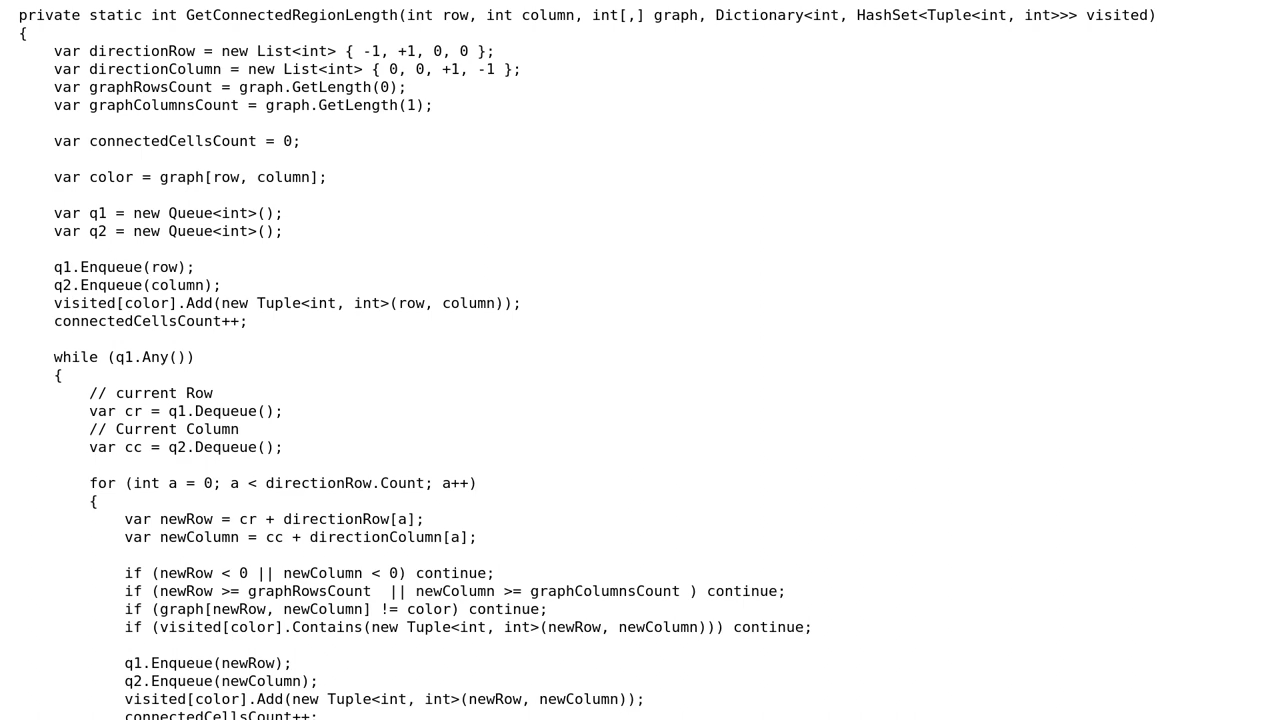 private static int GetConnectedRegionLength(int row, int column, int[,] graph, Dictionary<int, HashSet<Tuple<int, int>>> visited)
{
    var directionRow = new List<int> { -1, +1, 0, 0 };
    var directionColumn = new List<int> { 0, 0, +1, -1 };
    var graphRowsCount = graph.GetLength(0);
    var graphColumnsCount = graph.GetLength(1);

    var connectedCellsCount = 0;

    var color = graph[row, column];

    var q1 = new Queue<int>();
    var q2 = new Queue<int>();

    q1.Enqueue(row);
    q2.Enqueue(column);
    visited[color].Add(new Tuple<int, int>(row, column));
    connectedCellsCount++;

    while (q1.Any())
    {
        // current Row
        var cr = q1.Dequeue();
        // Current Column
        var cc = q2.Dequeue();

        for (int a = 0; a < directionRow.Count; a++)
        {
            var newRow = cr + directionRow[a];
            var newColumn = cc + directionColumn[a];

            if (newRow < 0 || newColumn < 0) continue;
            if (newRow >= graphRowsCount  || newColumn >= graphColumnsCount ) continue;
            if (graph[newRow, newColumn] != color) continue;
            if (visited[color].Contains(new Tuple<int, int>(newRow, newColumn))) continue;

            q1.Enqueue(newRow);
            q2.Enqueue(newColumn);
            visited[color].Add(new Tuple<int, int>(newRow, newColumn));
            connectedCellsCount++;